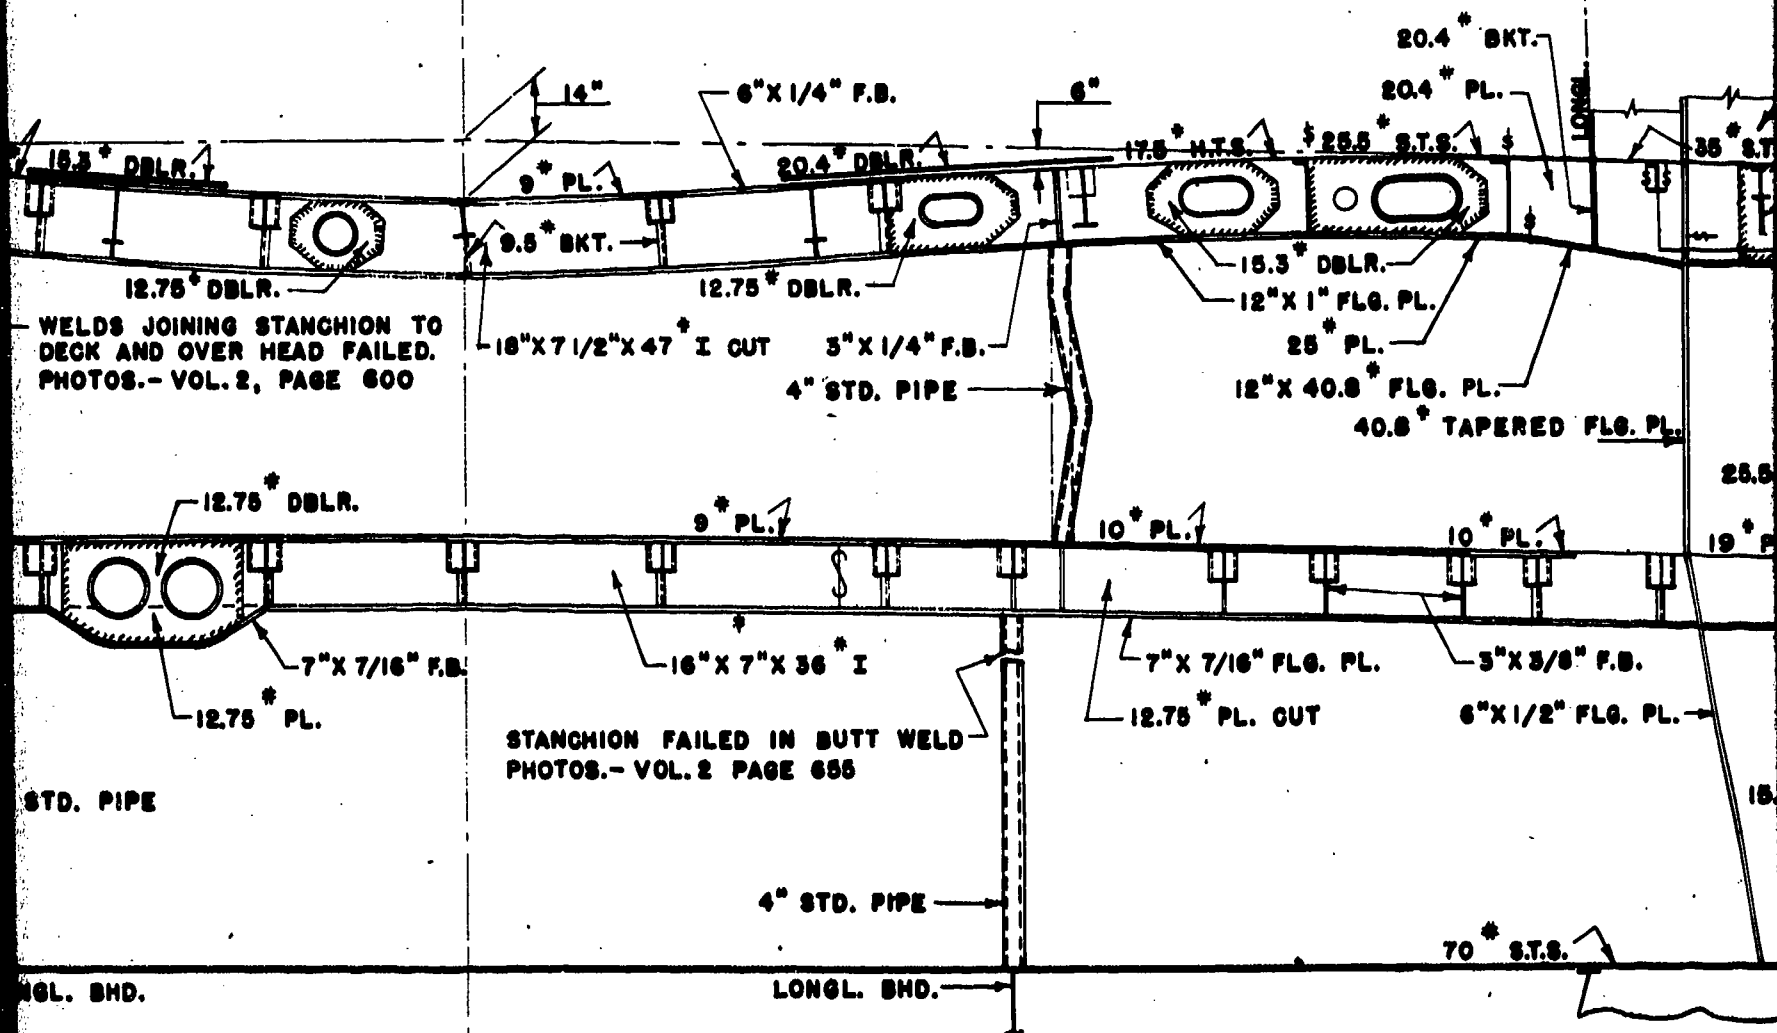 20.4 # BKT.
14"
6"X 1/4" F.B.
6"
20.4 # PL.
LONGL.
15.3 # DBLR.
9 # PL.
20.4 # DBLR.
17.5 # H.T.S.
25.5 # S.T.S.
35 # S.T
9.5 # BKT.
12.75 # DBLR.
12.75 # DBLR.
15.3 # DBLR.
12"X 1" FLG. PL.
WELDS JOINING STANCHION TO
DECK AND OVER HEAD FAILED.
PHOTOS.- VOL. 2, PAGE 600
18"X 7 1/2"X 47 # I CUT
3"X 1/4" F.B.
25 # PL.
4" STD. PIPE
12"X 40.8 # FLG. PL.
40.8 # TAPERED FLG. PL.
25.5
12.75 # DBLR.
9 # PL.
10 # PL.
10 # PL.
19 # P
7"X 7/16" F.B.
16"X 7"X 36 # I
7"X 7/16" FLG. PL.
3"X 3/8" F.B.
12.75 # PL.
12.75 # PL. CUT
6"X 1/2" FLG. PL.
STANCHION FAILED IN BUTT WELD
PHOTOS.- VOL. 2 PAGE 655
STD. PIPE
15.
4" STD. PIPE
70 # S.T.S.
NGL. BHD.
LONGL. BHD.